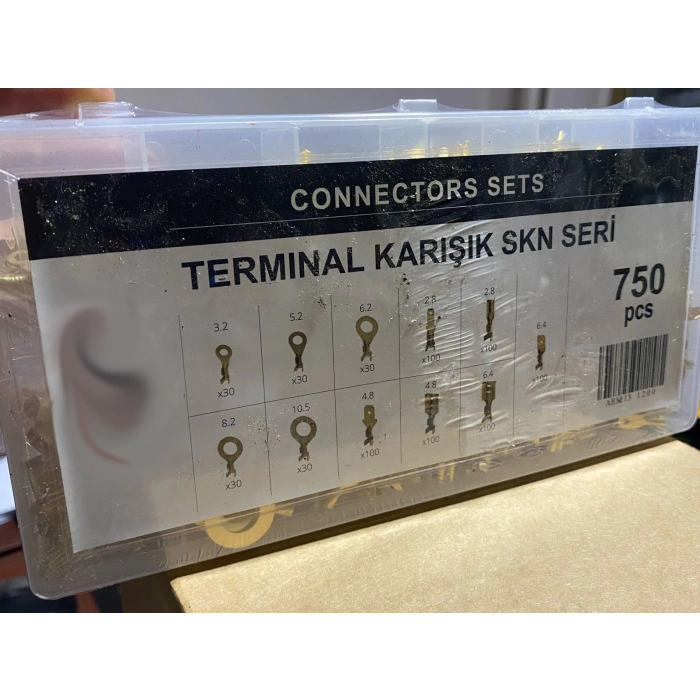 CONNECTORS SETS
TERMINAL KARIŞIK SKN SERİ
750
pcs
3.2 5.2 6.2 2.8 2.8 6.4
x30 x30 x30 x100 x100 x100
8.2 10.5 4.8 4.8 6.4
x30 x30 x100 x100 x100